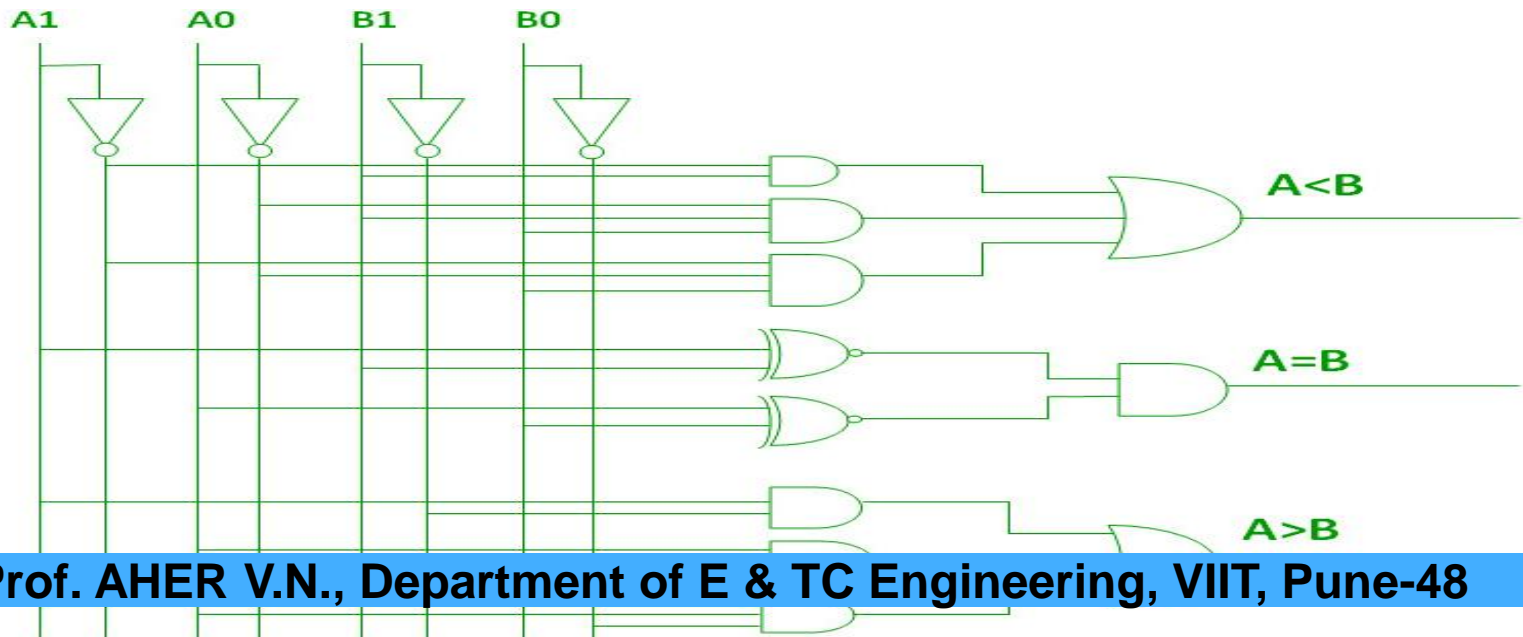 A1 A0 B1 B0
A<B
A=B
A>B
Prof. AHER V.N., Department of E & TC Engineering, VIIT, Pune-48